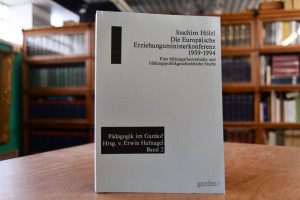 Joachim Hölzl
Die Europäische
Erziehungsministerkonferenz
1959-1994
Eine bildungstheoretische und
bildungspolitikgeschichtliche Studie
Pädagogik im Gardez!
Hrsg. v. Erwin Hufnagel
Band 2
gardez!